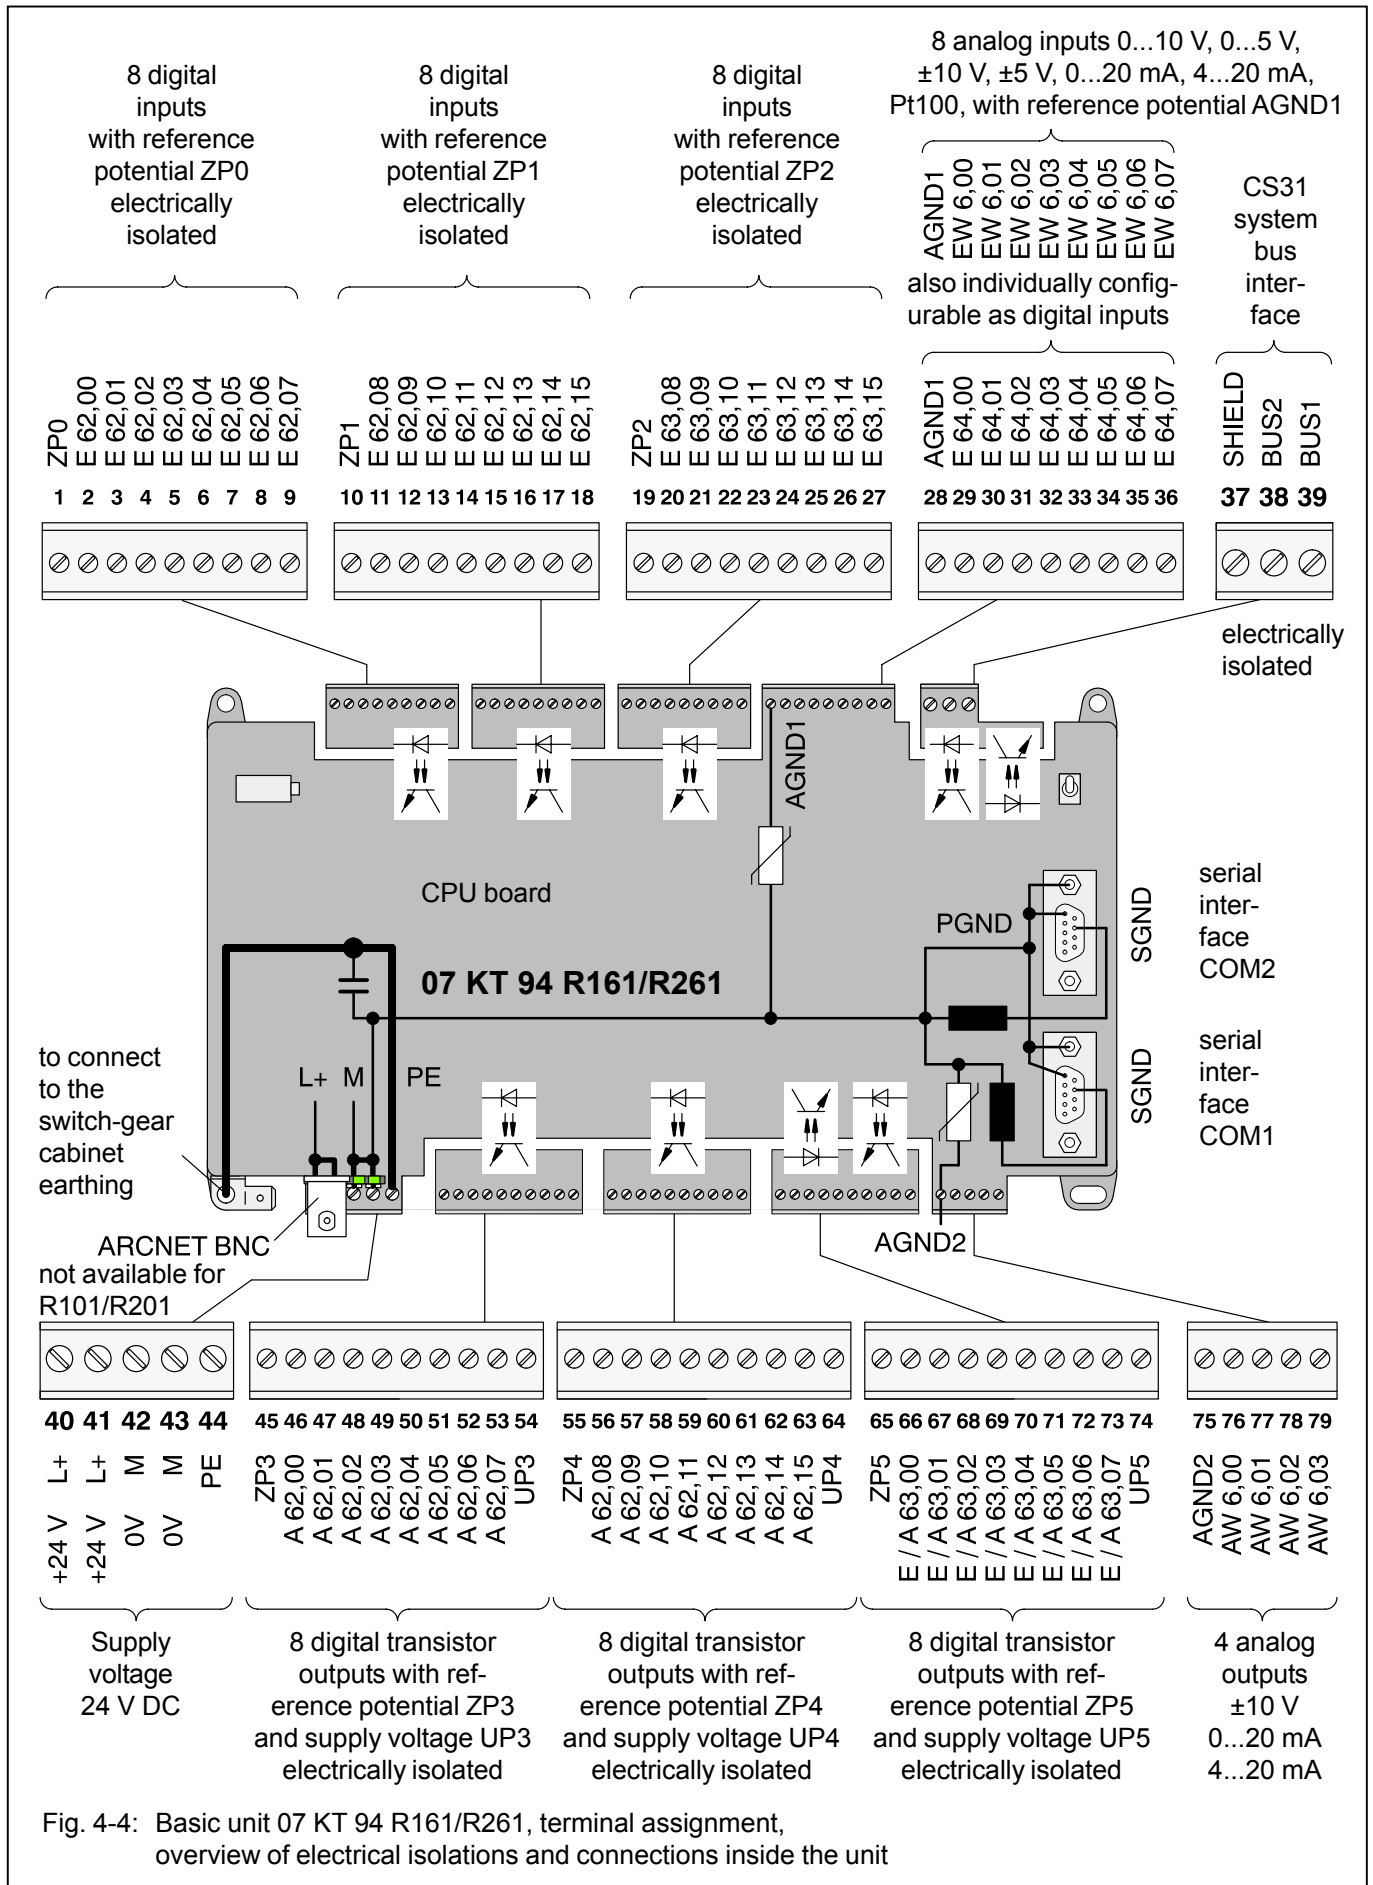 8 digital
inputs
with reference
potential ZP0
electrically
isolated
8 digital
inputs
with reference
potential ZP1
electrically
isolated
8 digital
inputs
with reference
potential ZP2
electrically
isolated
8 analog inputs 0...10 V, 0...5 V,
±10 V, ±5 V, 0...20 mA, 4...20 mA,
Pt100, with reference potential AGND1
AGND1
EW 6,00
EW 6,01
EW 6,02
EW 6,03
EW 6,04
EW 6,05
EW 6,06
EW 6,07
also individually config-
urable as digital inputs
CS31
system
bus
inter-
face
ZP0
E 62,00
E 62,01
E 62,02
E 62,03
E 62,04
E 62,05
E 62,06
E 62,07
ZP1
E 62,08
E 62,09
E 62,10
E 62,11
E 62,12
E 62,13
E 62,14
E 62,15
ZP2
E 63,08
E 63,09
E 63,10
E 63,11
E 63,12
E 63,13
E 63,14
E 63,15
AGND1
E 64,00
E 64,01
E 64,02
E 64,03
E 64,04
E 64,05
E 64,06
E 64,07
SHIELD
BUS2
BUS1
1 2 3 4 5 6 7 8 9
10 11 12 13 14 15 16 17 18
19 20 21 22 23 24 25 26 27
28 29 30 31 32 33 34 35 36
37 38 39
electrically
isolated
AGND1
CPU board
07 KT 94 R161/R261
PGND
SGND
serial
inter-
face
COM2
SGND
serial
inter-
face
COM1
to connect
to the
switch-gear
cabinet
earthing
L+ M PE
ARCNET BNC
not available for
R101/R201
AGND2
40 41 42 43 44
45 46 47 48 49 50 51 52 53 54
55 56 57 58 59 60 61 62 63 64
65 66 67 68 69 70 71 72 73 74
75 76 77 78 79
+24 V L+
+24 V L+
0V M
0V M
PE
ZP3
A 62,00
A 62,01
A 62,02
A 62,03
A 62,04
A 62,05
A 62,06
A 62,07
UP3
ZP4
A 62,08
A 62,09
A 62,10
A 62,11
A 62,12
A 62,13
A 62,14
A 62,15
UP4
ZP5
E / A 63,00
E / A 63,01
E / A 63,02
E / A 63,03
E / A 63,04
E / A 63,05
E / A 63,06
E / A 63,07
UP5
AGND2
AW 6,00
AW 6,01
AW 6,02
AW 6,03
Supply
voltage
24 V DC
8 digital transistor
outputs with ref-
erence potential ZP3
and supply voltage UP3
electrically isolated
8 digital transistor
outputs with ref-
erence potential ZP4
and supply voltage UP4
electrically isolated
8 digital transistor
outputs with ref-
erence potential ZP5
and supply voltage UP5
electrically isolated
4 analog
outputs
±10 V
0...20 mA
4...20 mA
Fig. 4-4: Basic unit 07 KT 94 R161/R261, terminal assignment,
overview of electrical isolations and connections inside the unit